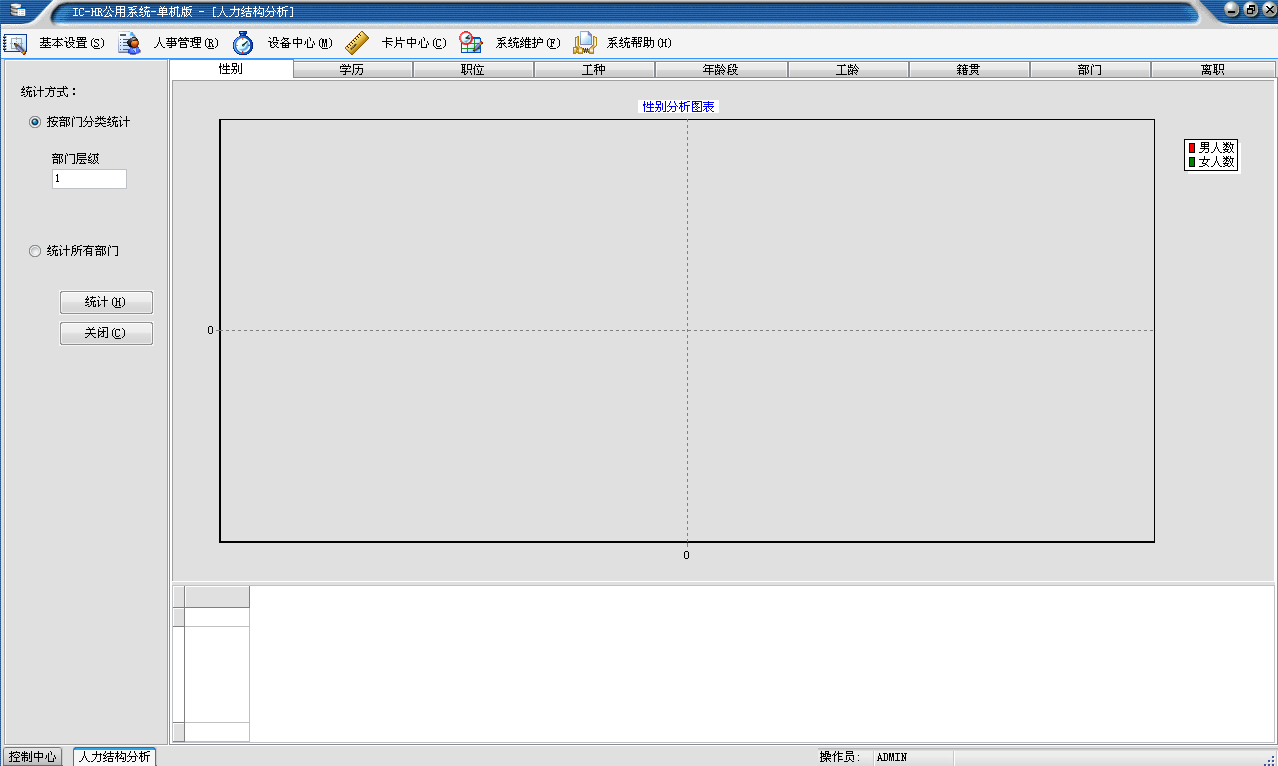 IC-HR公用系统-单机版 - [人力结构分析]
基本设置(S) 人事管理(R) 设备中心(M) 卡片中心(C) 系统维护(F) 系统帮助(H)
性别 学历 职位 工种 年龄段 工龄 籍贯 部门 离职
统计方式：
按部门分类统计
部门层级
1
统计所有部门
统计(H)
关闭(C)
性别分析图表
男人数
女人数
0
0
控制中心 人力结构分析 操作员: ADMIN